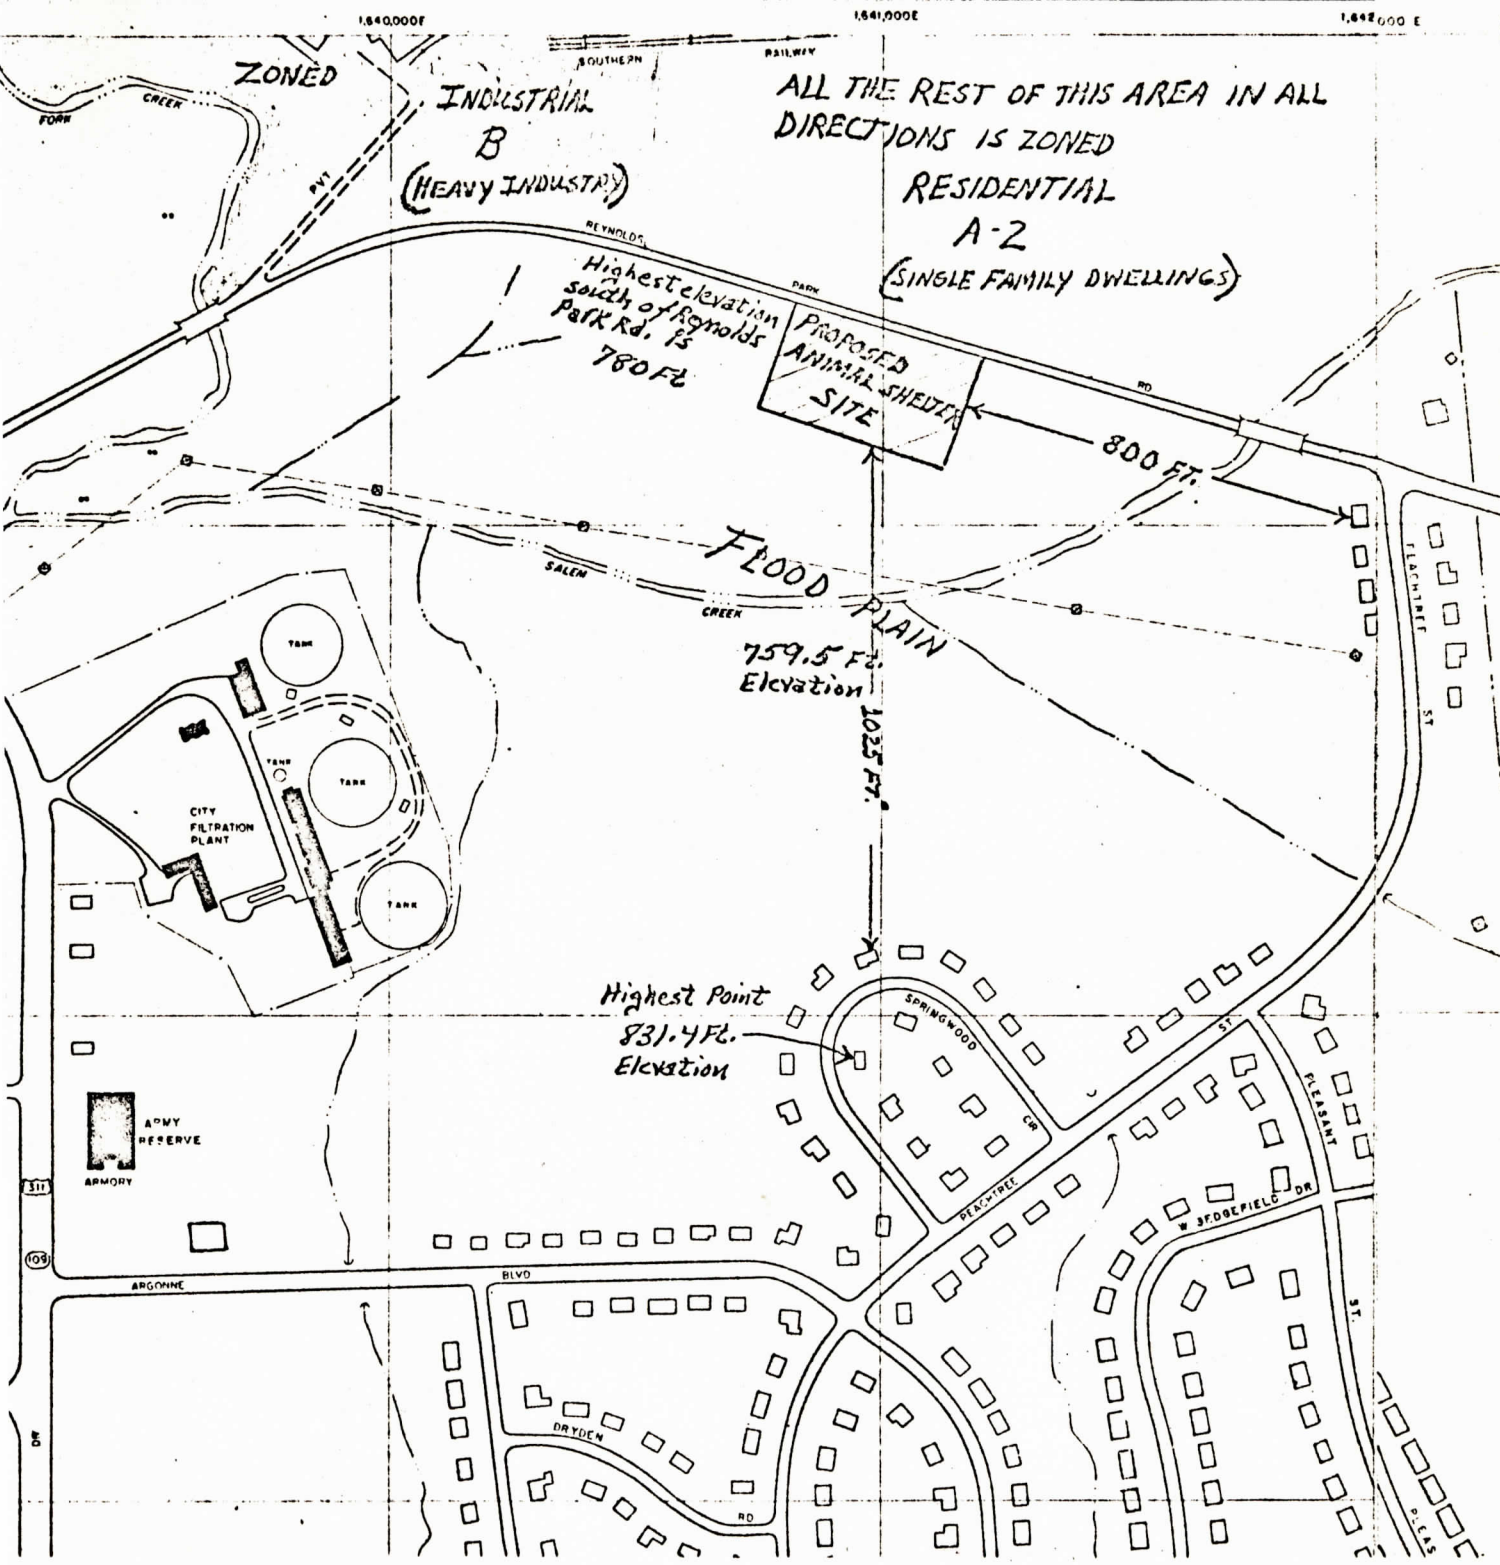 1,640,000E
1,641,000E
1,642,000 E
SOUTHERN
RAILWAY
ZONED
INDUSTRIAL
B
(HEAVY INDUSTRY)
ALL THE REST OF THIS AREA IN ALL
DIRECTIONS IS ZONED
RESIDENTIAL
A-2
(SINGLE FAMILY DWELLINGS)
FORK
CREEK
PVT
REYNOLDS
PARK
RD
Highest elevation
south of Reynolds
Park Rd. is
780 Ft
PROPOSED
ANIMAL SHELTER
SITE
800 FT.
FLOOD PLAIN
SALEM
CREEK
759.5 Ft.
Elevation
1025 FT.
PEACHTREE
ST
TANK
TANK
TANK
TANK
CITY
FILTRATION
PLANT
Highest Point
831.4 Ft.
Elevation
SPRINGWOOD
CIR
ST
PLEASANT
ARMY
RESERVE
ARMORY
311
109
PEACHTREE
W SEDGEFIELD DR
ARGONNE
BLVD
ST.
DRYDEN
RD
DR
PLEAS